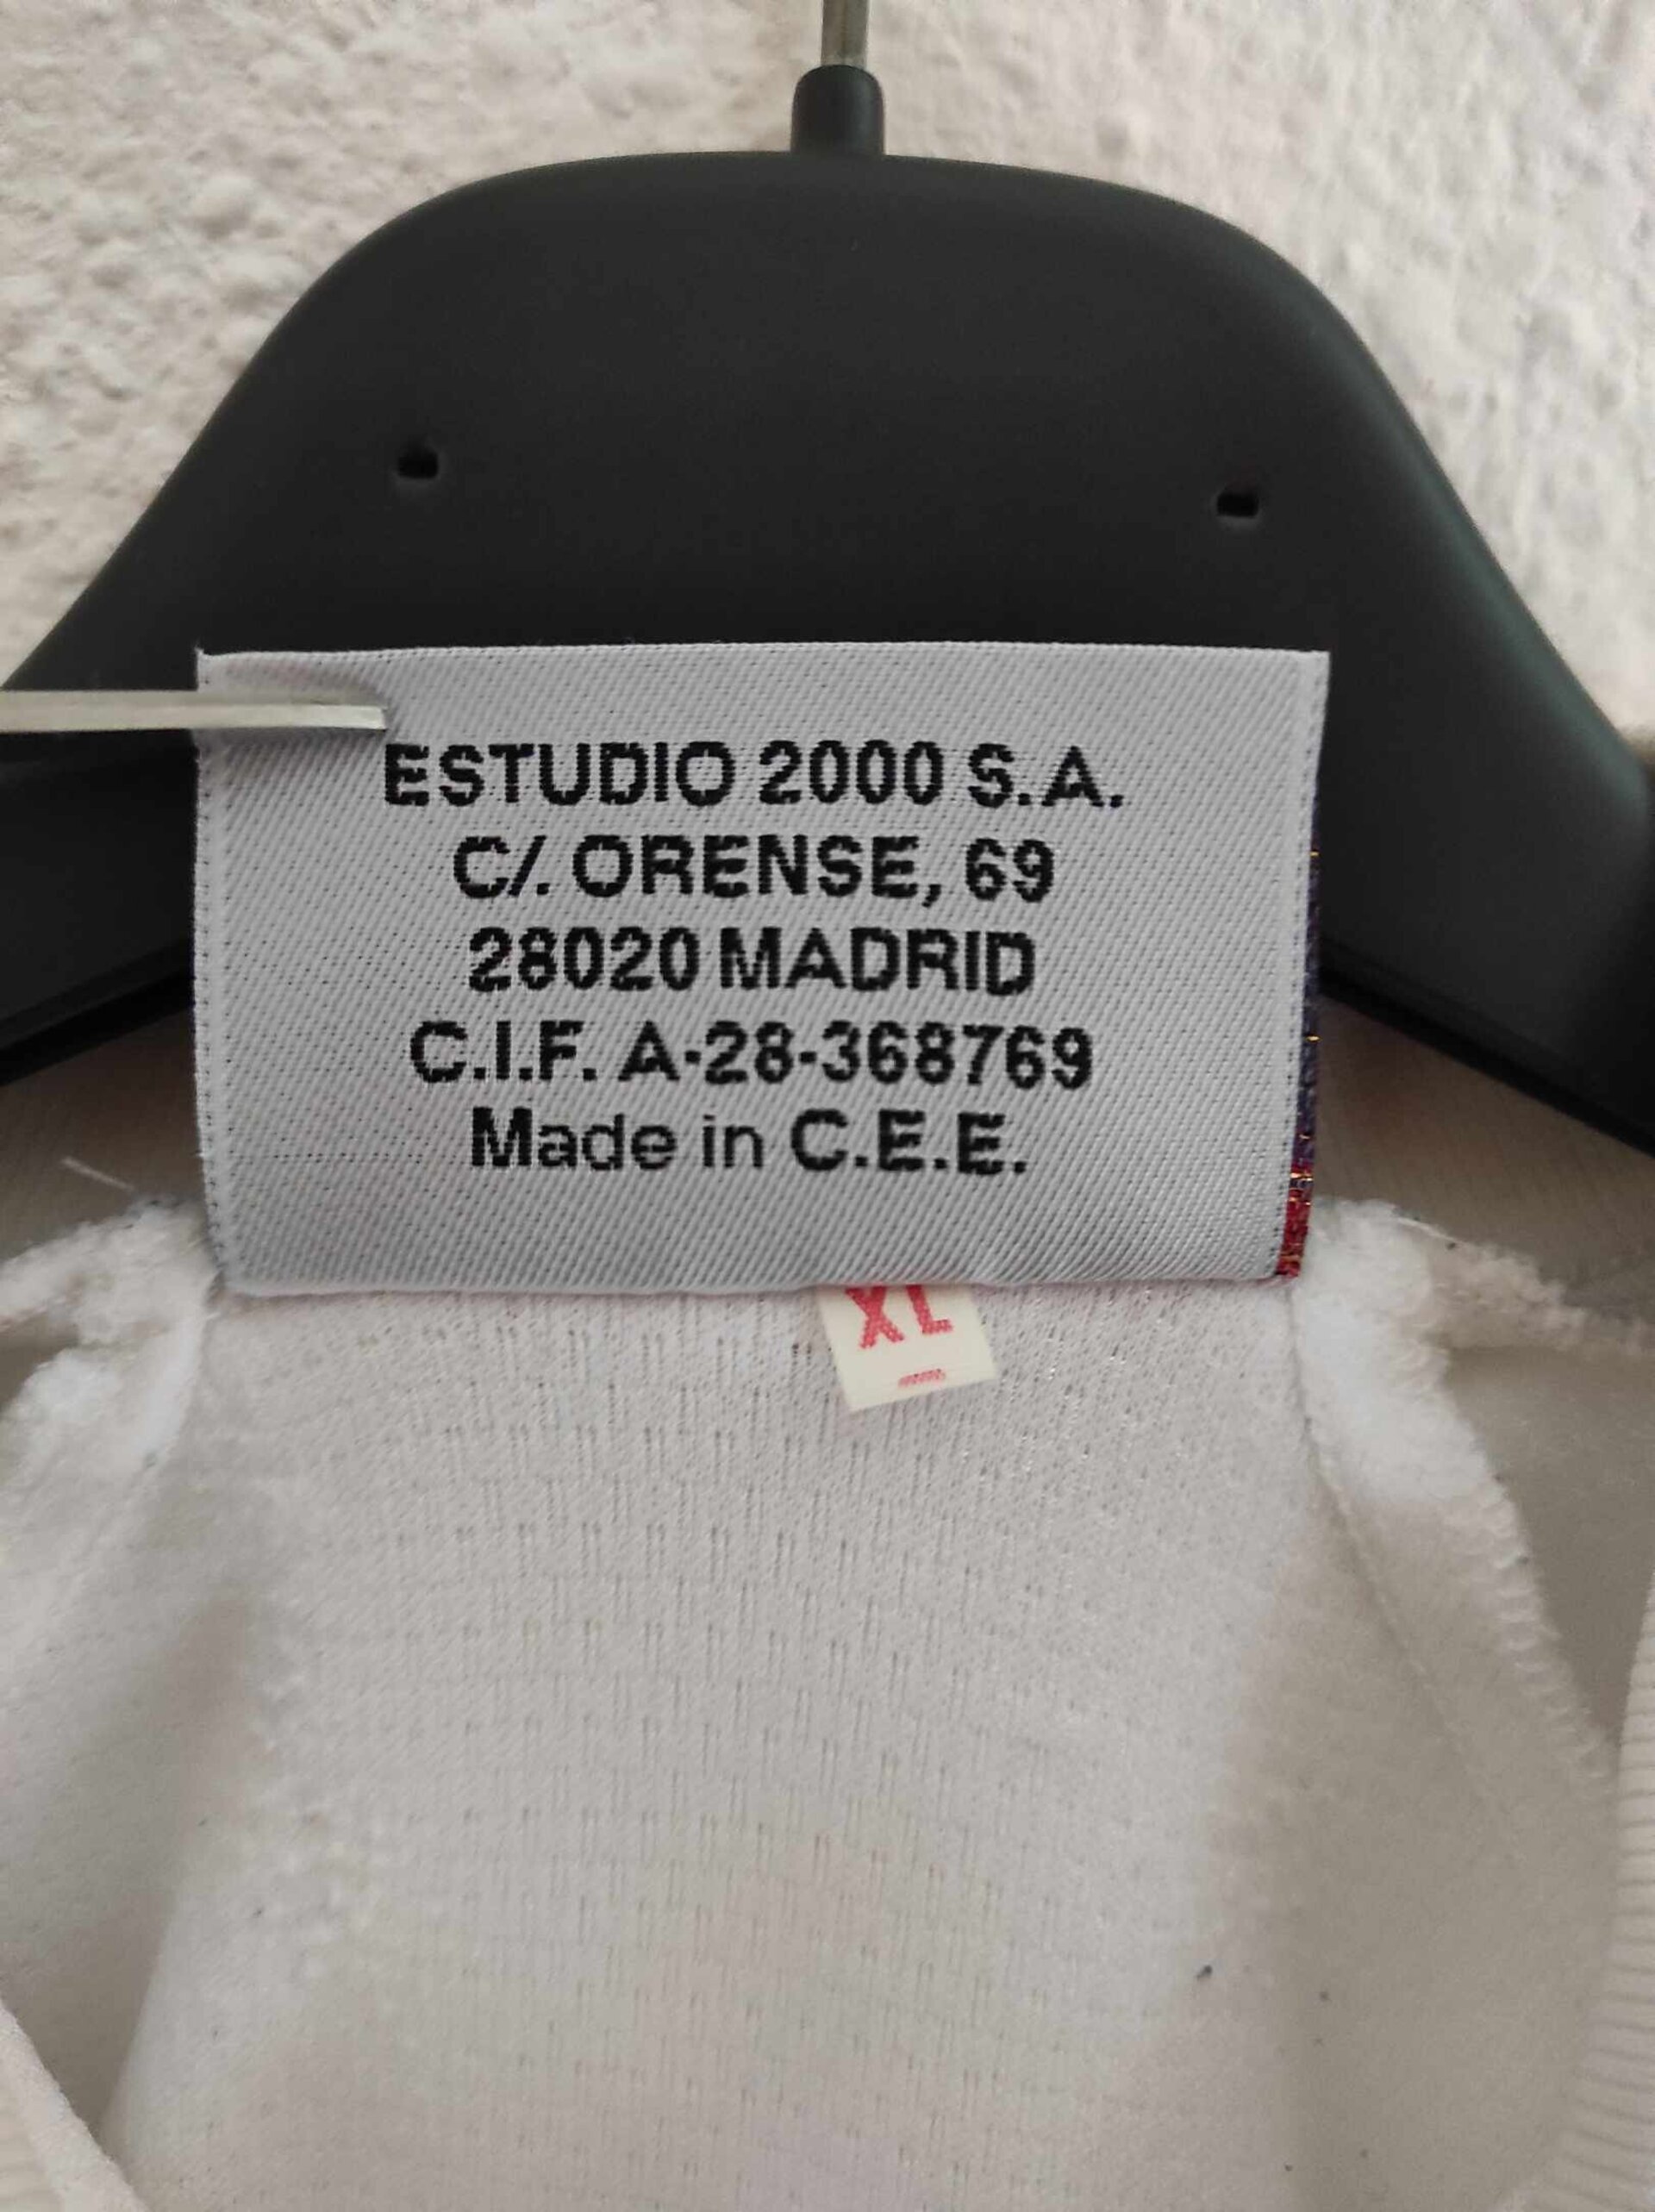 ESTUDIO 2000 S.A.
C/. ORENSE, 69
28020 MADRID
C.I.F. A-28-368769
Made in C.E.E.
XL